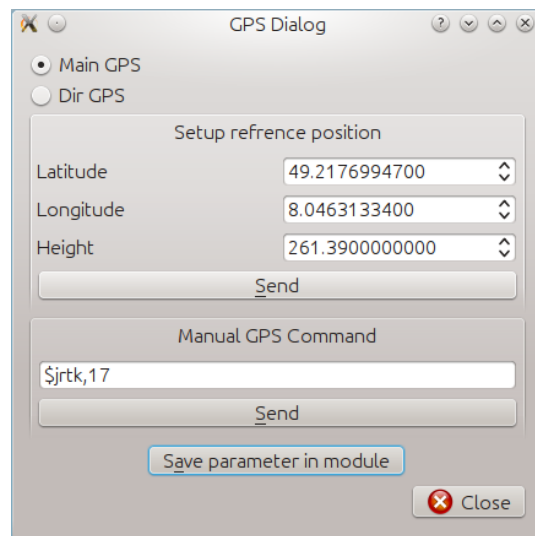 GPS Dialog
Main GPS
Dir GPS
Setup refrence position
Latitude 49.2176994700
Longitude 8.0463133400
Height 261.3900000000
Send
Manual GPS Command
$jrtk,17
Send
Save parameter in module
Close